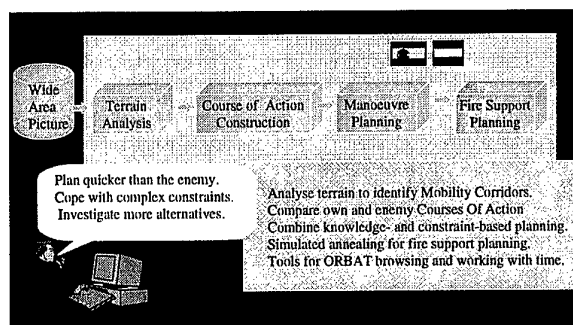 Wide
Area
Picture
Terrain
Analysis
Course of Action
Construction
Manoeuvre
Planning
Fire Support
Planning
Plan quicker than the enemy.
Cope with complex constraints.
Investigate more alternatives.
Analyse terrain to identify Mobility Corridors.
Compare own and enemy Courses Of Action
Combine knowledge- and constraint-based planning.
Simulated annealing for fire support planning.
Tools for ORBAT browsing and working with time.